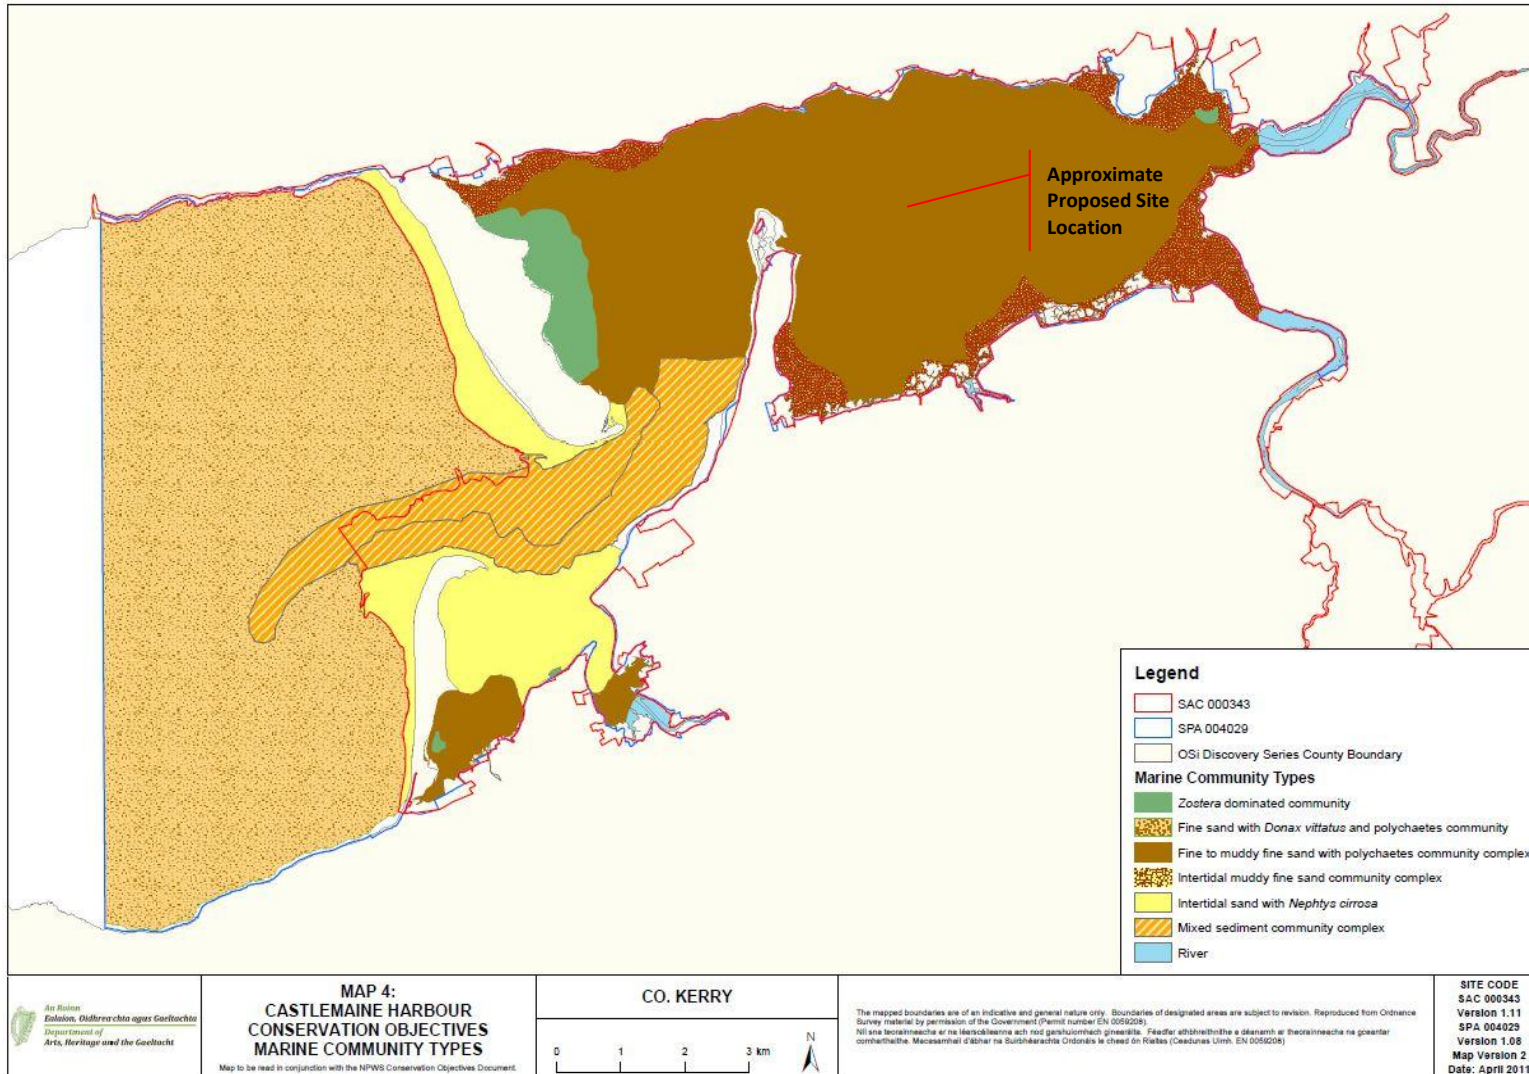 Approximate
Proposed Site
Location
Legend
SAC 000343
SPA 004029
OSi Discovery Series County Boundary
Marine Community Types
Zostera dominated community
Fine sand with Donax vittatus and polychaetes community
Fine to muddy fine sand with polychaetes community complex
Intertidal muddy fine sand community complex
Intertidal sand with Nephtys cirrosa
Mixed sediment community complex
River
An Roinn
Ealaíon, Oidhreachta agus Gaeltachta
Department of
Arts, Heritage and the Gaeltacht
MAP 4:
CASTLEMAINE HARBOUR
CONSERVATION OBJECTIVES
MARINE COMMUNITY TYPES
Map to be read in conjunction with the NPWS Conservation Objectives Document.
CO. KERRY
0 1 2 3 km
N
The mapped boundaries are of an indicative and general nature only. Boundaries of designated areas are subject to revision. Reproduced from Ordnance
Survey material by permission of the Government (Permit number EN 0059208).
SITE CODE
SAC 000343
Version 1.11
SPA 004029
Version 1.08
Map Version 2
Date: April 2011